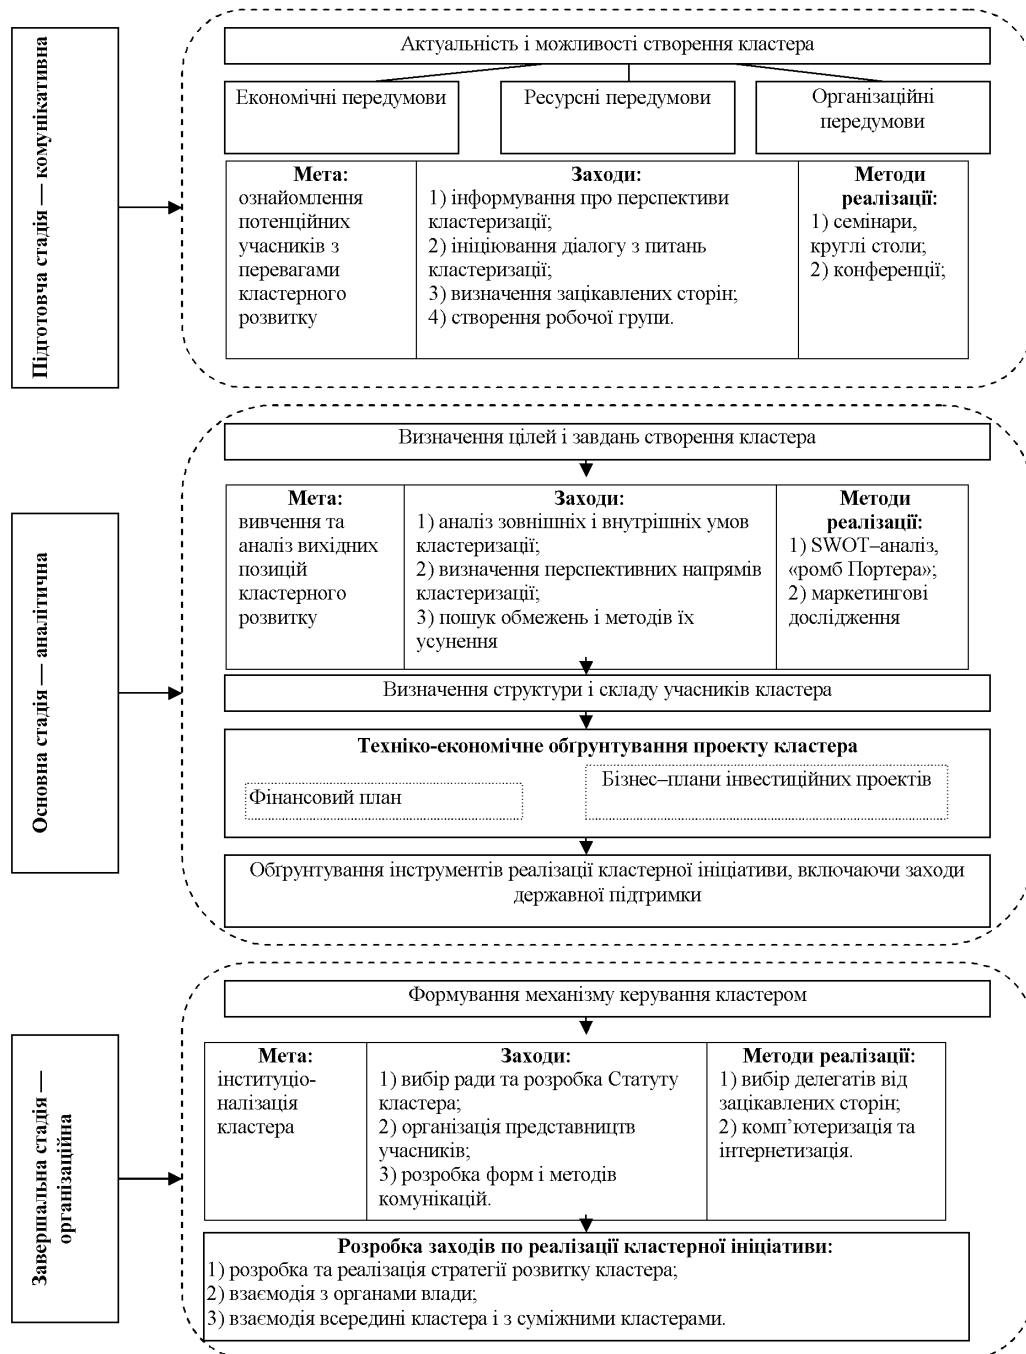 Підготовча стадія — комунікативна
Актуальність і можливості створення кластера
Економічні передумови
Ресурсні передумови
Організаційні
передумови
Мета:
ознайомлення
потенційних
учасників з
перевагами
кластерного
розвитку
Заходи:
1) інформування про перспективи
кластеризації;
2) ініціювання діалогу з питань
кластеризації;
3) визначення зацікавлених сторін;
4) створення робочої групи.
Методи
реалізації:
1) семінари,
круглі столи;
2) конференції;
Основна стадія — аналітична
Визначення цілей і завдань створення кластера
Мета:
вивчення та
аналіз вихідних
позицій
кластерного
розвитку
Заходи:
1) аналіз зовнішніх і внутрішніх умов
кластеризації;
2) визначення перспективних напрямів
кластеризації;
3) пошук обмежень і методів їх
усунення
Методи
реалізації:
1) SWOT–аналіз,
«ромб Портера»;
2) маркетингові
дослідження
Визначення структури і складу учасників кластера
Техніко-економічне обґрунтування проекту кластера
Фінансовий план
Бізнес–плани інвестиційних проектів
Обґрунтування інструментів реалізації кластерної ініціативи, включаючи заходи
державної підтримки
Завершальна стадія —
організаційна
Формування механізму керування кластером
Мета:
інституціо-
налізація
кластера
Заходи:
1) вибір ради та розробка Статуту
кластера;
2) організація представництв
учасників;
3) розробка форм і методів
комунікацій.
Методи реалізації:
1) вибір делегатів від
зацікавлених сторін;
2) комп’ютеризація та
інтернетизація.
Розробка заходів по реалізації кластерної ініціативи:
1) розробка та реалізація стратегії розвитку кластера;
2) взаємодія з органами влади;
3) взаємодія всередині кластера і з суміжними кластерами.